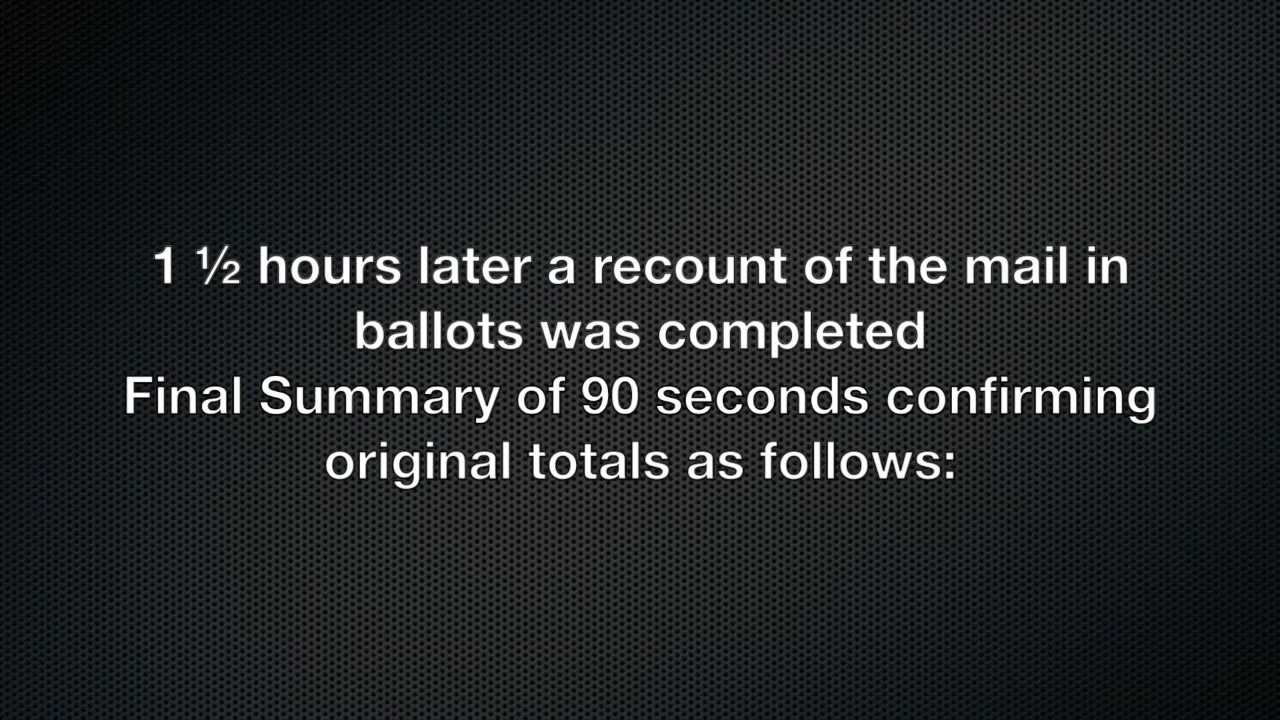 1 ½ hours later a recount of the mail in
ballots was completed
Final Summary of 90 seconds confirming
original totals as follows: